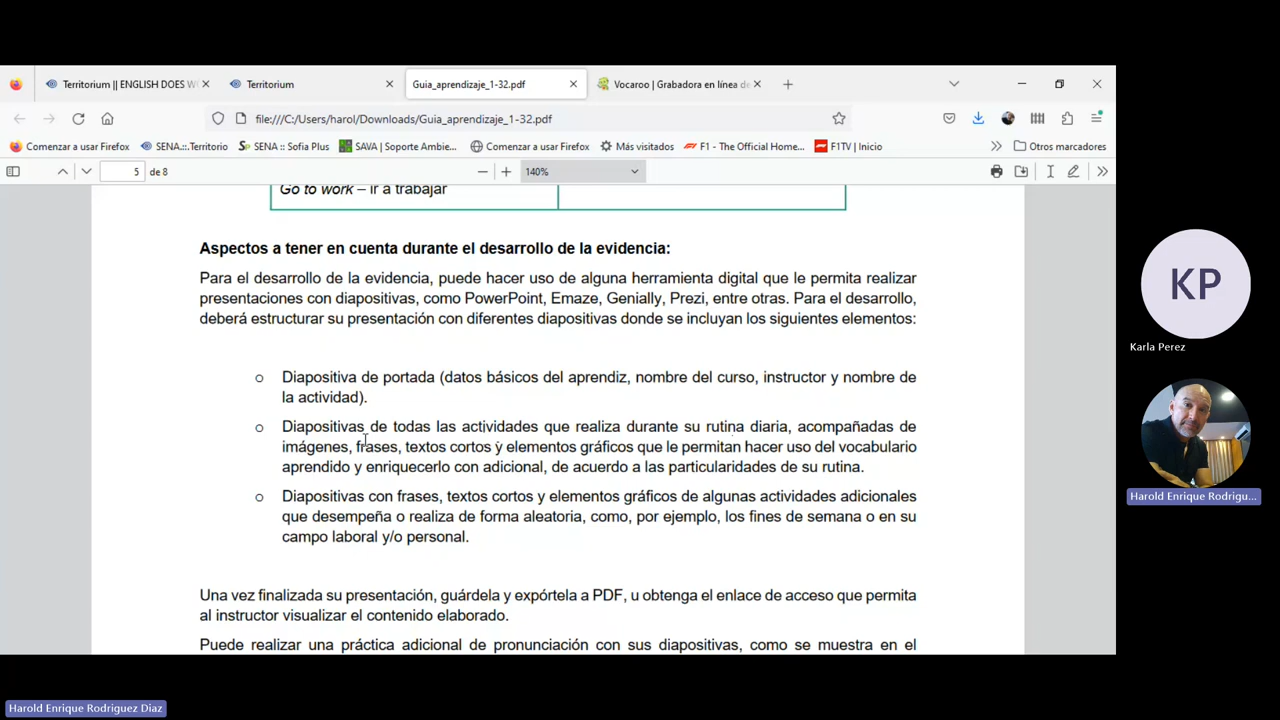 Territorium || ENGLISH DOES W
Territorium
Guia_aprendizaje_1-32.pdf
Vocaroo | Grabadora en línea de
file:///C:/Users/harol/Downloads/Guia_aprendizaje_1-32.pdf
Comenzar a usar Firefox
SENA.::.Territorio
SENA :: Sofia Plus
SAVA | Soporte Ambie...
Comenzar a usar Firefox
Más visitados
F1 - The Official Home...
F1TV | Inicio
Otros marcadores
5 de 8
140%
Go to work – ir a trabajar
Aspectos a tener en cuenta durante el desarrollo de la evidencia:
Para el desarrollo de la evidencia, puede hacer uso de alguna herramienta digital que le permita realizar
presentaciones con diapositivas, como PowerPoint, Emaze, Genially, Prezi, entre otras. Para el desarrollo,
deberá estructurar su presentación con diferentes diapositivas donde se incluyan los siguientes elementos:
o Diapositiva de portada (datos básicos del aprendiz, nombre del curso, instructor y nombre de
la actividad).
o Diapositivas de todas las actividades que realiza durante su rutina diaria, acompañadas de
imágenes, frases, textos cortos y elementos gráficos que le permitan hacer uso del vocabulario
aprendido y enriquecerlo con adicional, de acuerdo a las particularidades de su rutina.
o Diapositivas con frases, textos cortos y elementos gráficos de algunas actividades adicionales
que desempeña o realiza de forma aleatoria, como, por ejemplo, los fines de semana o en su
campo laboral y/o personal.
Una vez finalizada su presentación, guárdela y expórtela a PDF, u obtenga el enlace de acceso que permita
al instructor visualizar el contenido elaborado.
Puede realizar una práctica adicional de pronunciación con sus diapositivas, como se muestra en el
KP
Karla Perez
Harold Enrique Rodrigu...
Harold Enrique Rodriguez Diaz